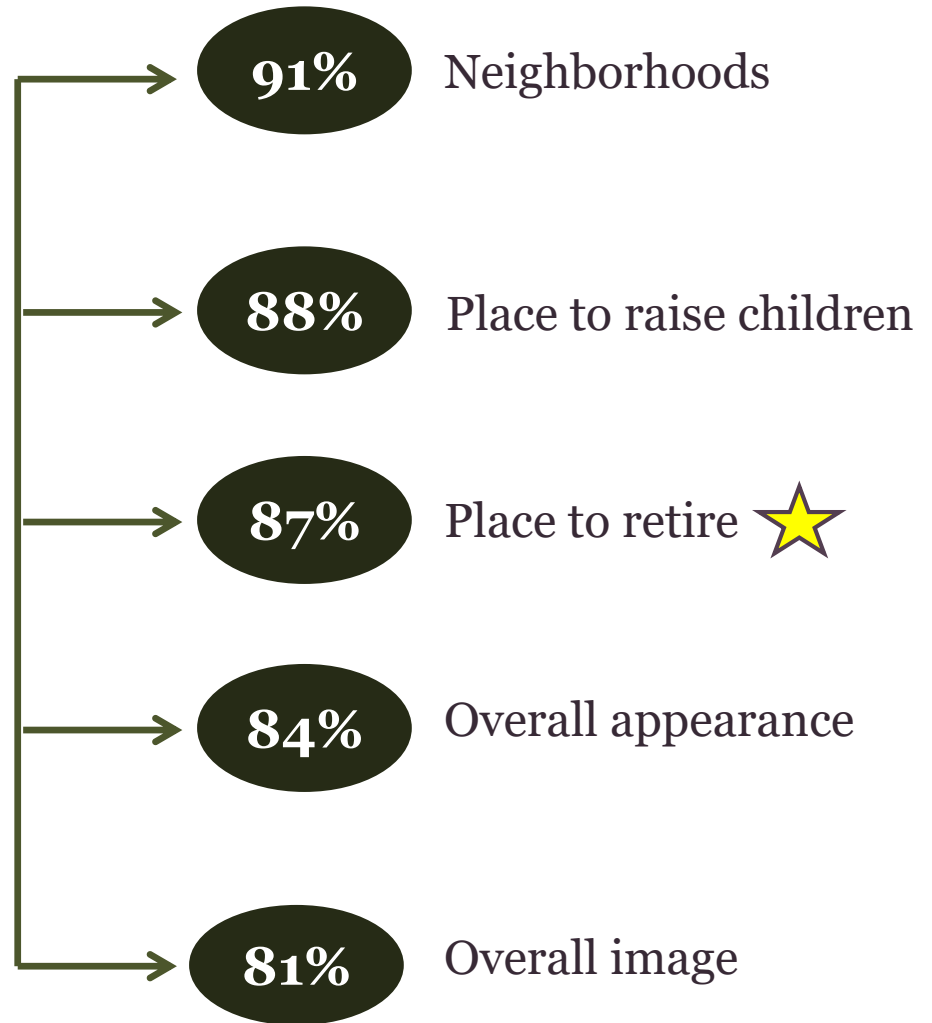 91% Neighborhoods
88% Place to raise children
87% Place to retire
84% Overall appearance
81% Overall image